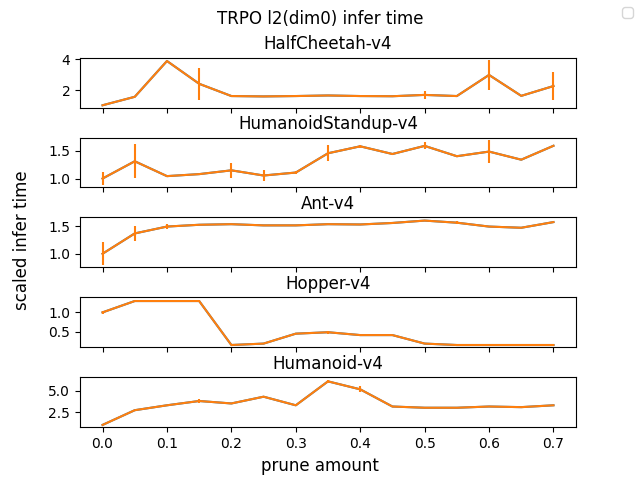 TRPO l2(dim0) infer time
HalfCheetah-v4
4
2
HumanoidStandup-v4
1.5
1.0
Ant-v4
1.5
1.0
scaled infer time
Hopper-v4
1.0
0.5
Humanoid-v4
5.0
2.5
0.0 0.1 0.2 0.3 0.4 0.5 0.6 0.7
prune amount